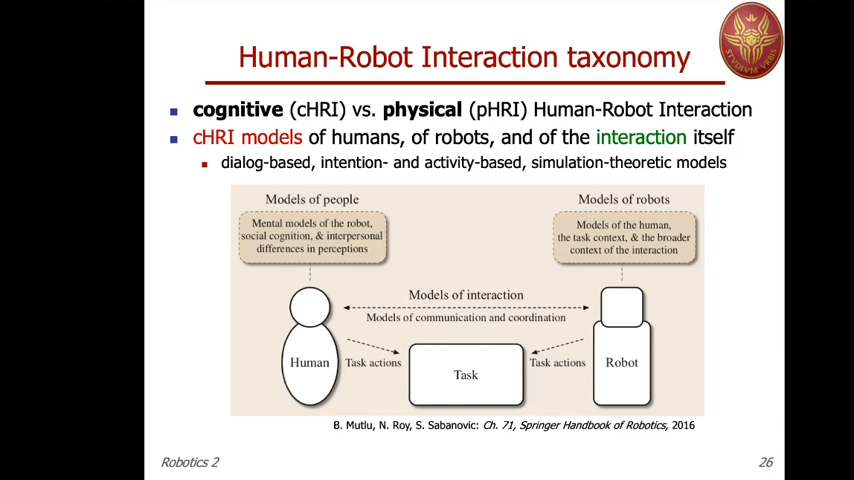 Human-Robot Interaction taxonomy
STVDIVM VRBIS
cognitive (cHRI) vs. physical (pHRI) Human-Robot Interaction
cHRI models of humans, of robots, and of the interaction itself
dialog-based, intention- and activity-based, simulation-theoretic models
Models of people
Models of robots
Mental models of the robot,
social cognition, & interpersonal
differences in perceptions
Models of the human,
the task context, & the broader
context of the interaction
Models of interaction
Models of communication and coordination
Human
Task actions
Task
Task actions
Robot
B. Mutlu, N. Roy, S. Sabanovic: Ch. 71, Springer Handbook of Robotics, 2016
Robotics 2
26